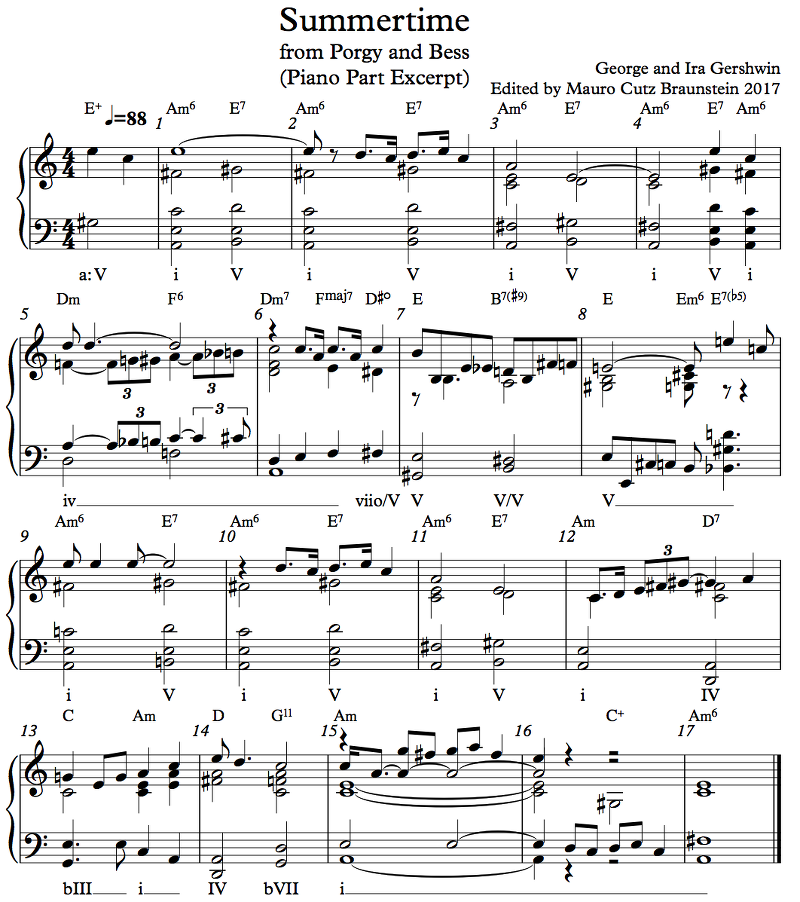 Summertime
from Porgy and Bess
(Piano Part Excerpt)
George and Ira Gershwin
Edited by Mauro Cutz Braunstein 2017
E+ ♩=88 Am6 E7 Am6 E7 Am6 E7 Am6 E7 Am6
1 2 3 4
4 4
4 4
a: V i V i V i V i V i
Dm F6 Dm7 Fmaj7 D♯o E B7(♯9) E Em6 E7(♭5)
5 6 7 8
3 3
3 3
iv viio/V V V/V V
Am6 E7 Am6 E7 Am6 E7 Am D7
9 10 11 12
3
i V i V i V i IV
C Am D G11 Am C+ Am6
13 14 15 16 17
bIII i IV bVII i